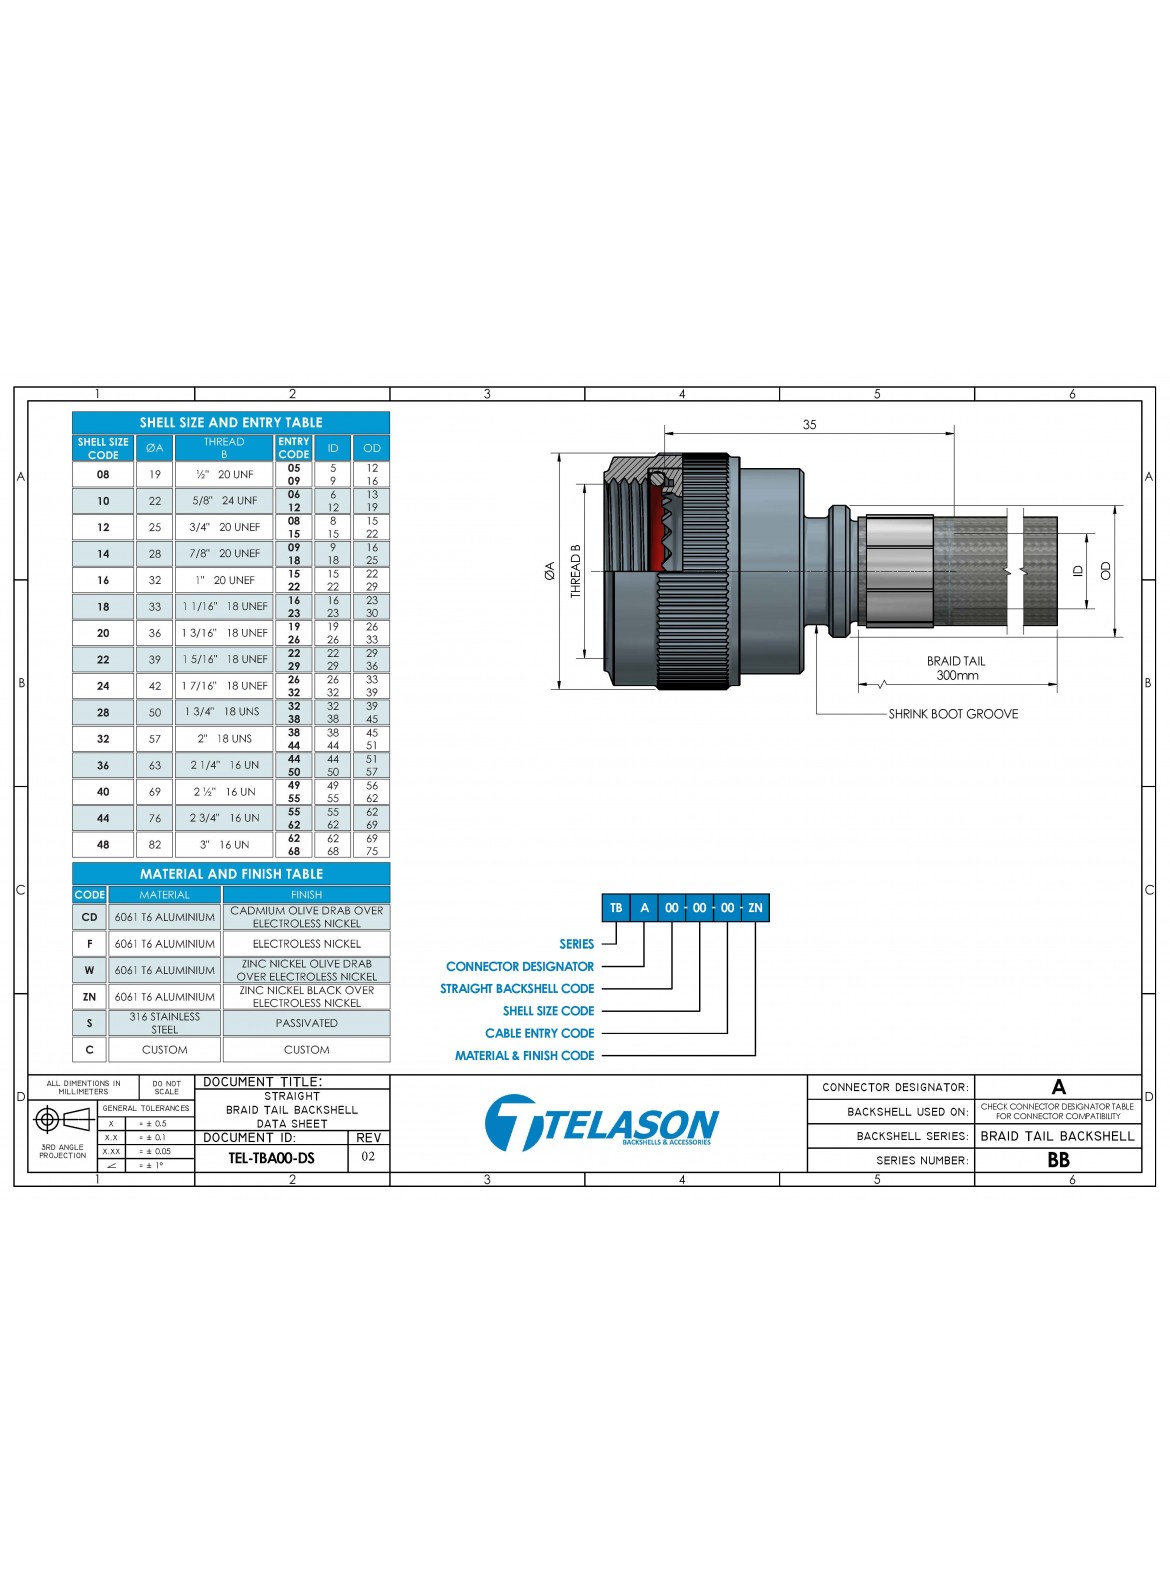 1 2 3 4 5 6
A
B
C
D
SHELL SIZE AND ENTRY TABLE
SHELL SIZE CODE ØA THREAD B ENTRY CODE ID OD
08 19 ½" 20 UNF 05 5 12
09 9 16
10 22 5/8" 24 UNF 06 6 13
12 12 19
12 25 3/4" 20 UNEF 08 8 15
15 15 22
14 28 7/8" 20 UNEF 09 9 16
18 18 25
16 32 1" 20 UNEF 15 15 22
22 22 29
18 33 1 1/16" 18 UNEF 16 16 23
23 23 30
20 36 1 3/16" 18 UNEF 19 19 26
26 26 33
22 39 1 5/16" 18 UNEF 22 22 29
29 29 36
24 42 1 7/16" 18 UNEF 26 26 33
32 32 39
28 50 1 3/4" 18 UNS 32 32 39
38 38 45
32 57 2" 18 UNS 38 38 45
44 44 51
36 63 2 1/4" 16 UN 44 44 51
50 50 57
40 69 2 ½" 16 UN 49 49 56
55 55 62
44 76 2 3/4" 16 UN 55 55 62
62 62 69
48 82 3" 16 UN 62 62 69
68 68 75
MATERIAL AND FINISH TABLE
CODE MATERIAL FINISH
CD 6061 T6 ALUMINIUM CADMIUM OLIVE DRAB OVER
ELECTROLESS NICKEL
F 6061 T6 ALUMINIUM ELECTROLESS NICKEL
W 6061 T6 ALUMINIUM ZINC NICKEL OLIVE DRAB
OVER ELECTROLESS NICKEL
ZN 6061 T6 ALUMINIUM ZINC NICKEL BLACK OVER
ELECTROLESS NICKEL
S 316 STAINLESS
STEEL PASSIVATED
C CUSTOM CUSTOM
35
ØA
THREAD B
ID
OD
BRAID TAIL
300mm
SHRINK BOOT GROOVE
TB A 00 - 00 - 00 - ZN
SERIES
CONNECTOR DESIGNATOR
STRAIGHT BACKSHELL CODE
SHELL SIZE CODE
CABLE ENTRY CODE
MATERIAL & FINISH CODE
ALL DIMENTIONS IN
MILLIMETERS
DO NOT
SCALE
GENERAL TOLERANCES
X = ± 0.5
X.X = ± 0.1
X.XX = ± 0.05
∠ = ± 1°
3RD ANGLE
PROJECTION
DOCUMENT TITLE:
STRAIGHT
BRAID TAIL BACKSHELL
DATA SHEET
DOCUMENT ID: REV
TEL-TBA00-DS 02
TELASON
BACKSHELLS & ACCESSORIES
CONNECTOR DESIGNATOR: A
BACKSHELL USED ON: CHECK CONNECTOR DESIGNATOR TABLE
FOR CONNECTOR COMPATIBILITY
BACKSHELL SERIES: BRAID TAIL BACKSHELL
SERIES NUMBER: BB
A
B
C
D
1 2 3 4 5 6